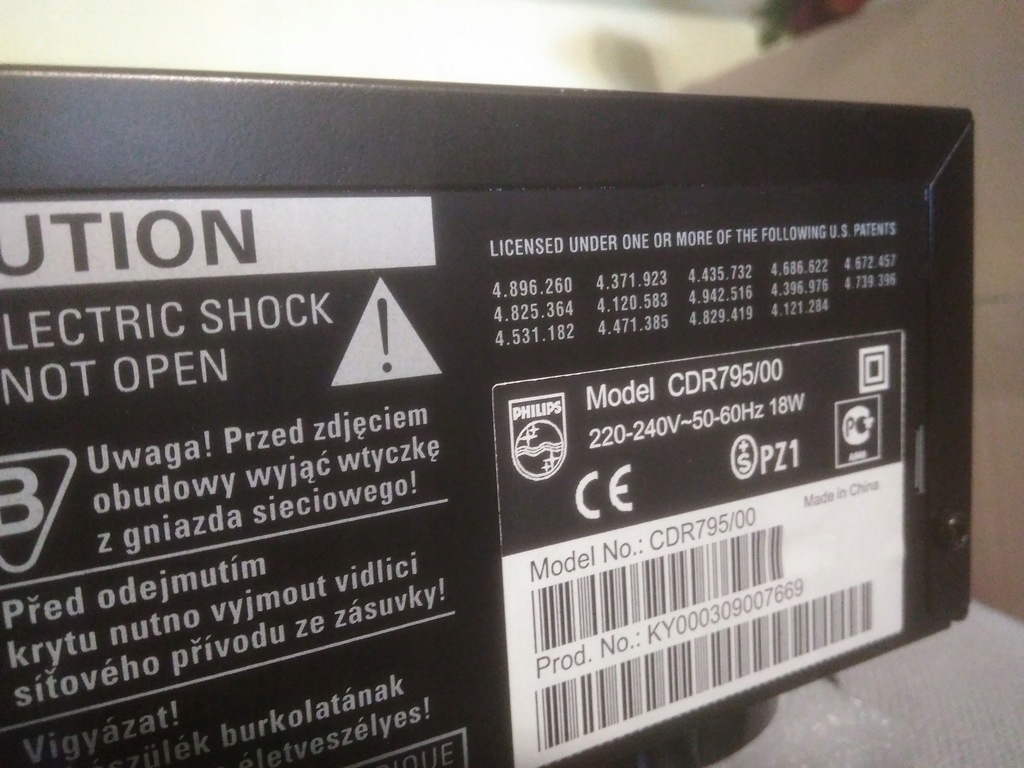 UTION
LECTRIC SHOCK
NOT OPEN
B
Uwaga! Przed zdjęciem
obudowy wyjąć wtyczkę
z gniazda sieciowego!
Před odejmutím
krytu nutno vyjmout vidlici
síťového přívodu ze zásuvky!
Vigyázat!
szülék burkolatának
életveszélyes!
IQUE
LICENSED UNDER ONE OR MORE OF THE FOLLOWING U.S. PATENTS
4.896.260 4.371.923 4.435.732 4.686.622 4.672.457
4.825.364 4.120.583 4.942.516 4.396.976 4.739.396
4.531.182 4.471.385 4.829.419 4.121.284
PHILIPS
Model CDR795/00
220-240V~50-60Hz 18W
CE
S PZ1
Made in China
Model No.: CDR795/00
Prod. No.: KY000309007669